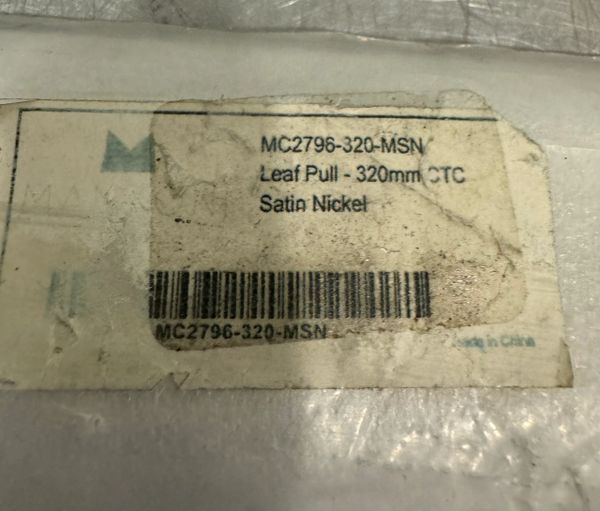 MC2796-320-MSN
Leaf Pull - 320mm CTC
Satin Nickel
MC2796-320-MSN
Made in China